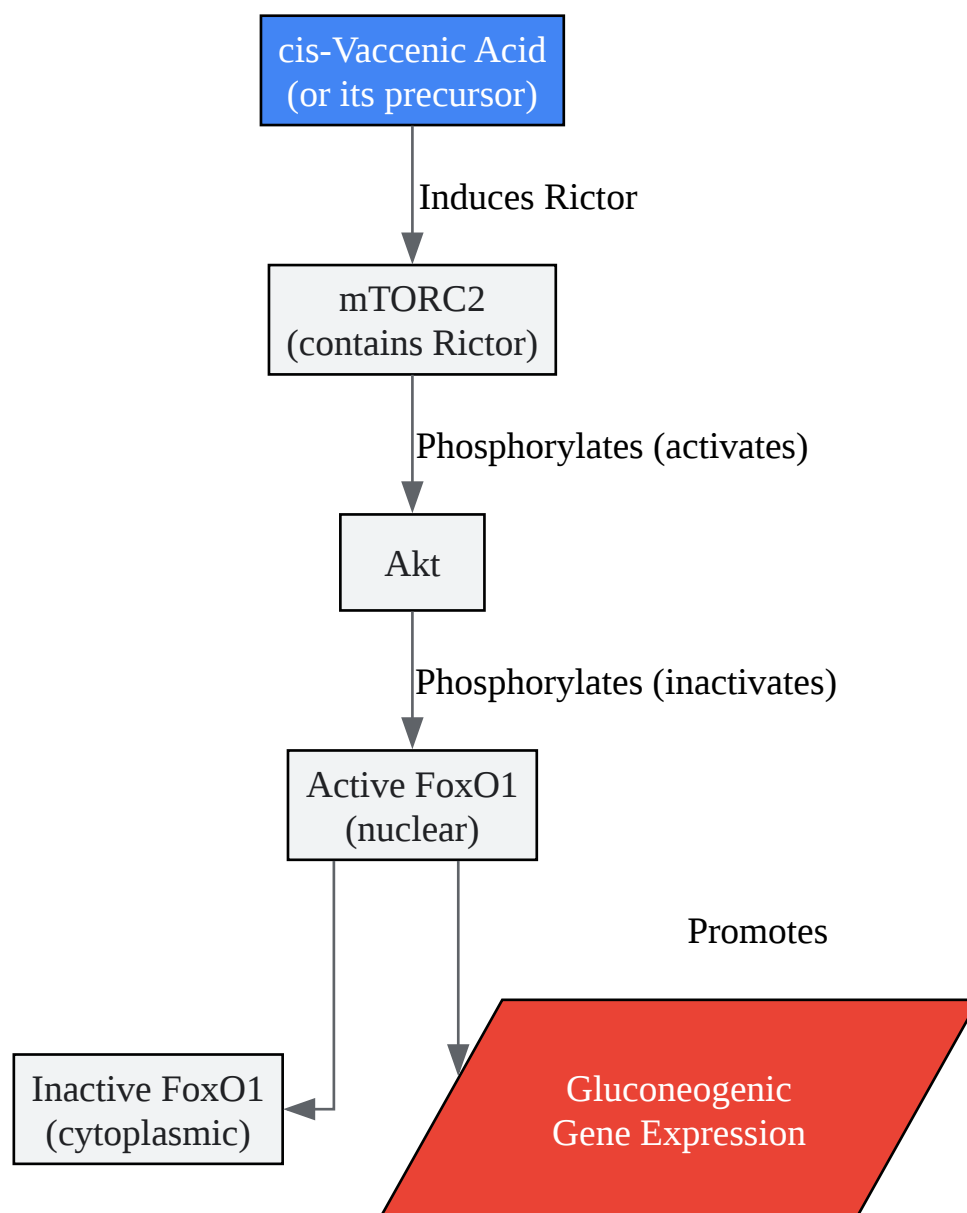 cis-Vaccenic Acid
(or its precursor)
Induces Rictor
mTORC2
(contains Rictor)
Phosphorylates (activates)
Akt
Phosphorylates (inactivates)
Active FoxO1
(nuclear)
Promotes
Inactive FoxO1
(cytoplasmic)
Gluconeogenic
Gene Expression